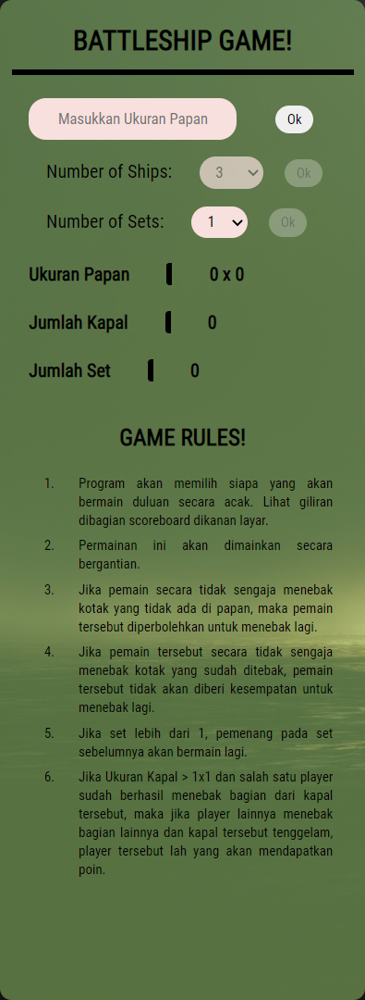 BATTLESHIP GAME!
Masukkan Ukuran Papan Ok
Number of Ships: 3 Ok
Number of Sets: 1 Ok
Ukuran Papan 0 x 0
Jumlah Kapal 0
Jumlah Set 0
GAME RULES!
1. Program akan memilih siapa yang akan
bermain duluan secara acak. Lihat giliran
dibagian scoreboard dikanan layar.
2. Permainan ini akan dimainkan secara
bergantian.
3. Jika pemain secara tidak sengaja menebak
kotak yang tidak ada di papan, maka pemain
tersebut diperbolehkan untuk menebak lagi.
4. Jika pemain tersebut secara tidak sengaja
menebak kotak yang sudah ditebak, pemain
tersebut tidak akan diberi kesempatan untuk
menebak lagi.
5. Jika set lebih dari 1, pemenang pada set
sebelumnya akan bermain lagi.
6. Jika Ukuran Kapal > 1x1 dan salah satu player
sudah berhasil menebak bagian dari kapal
tersebut, maka jika player lainnya menebak
bagian lainnya dan kapal tersebut tenggelam,
player tersebut lah yang akan mendapatkan
poin.